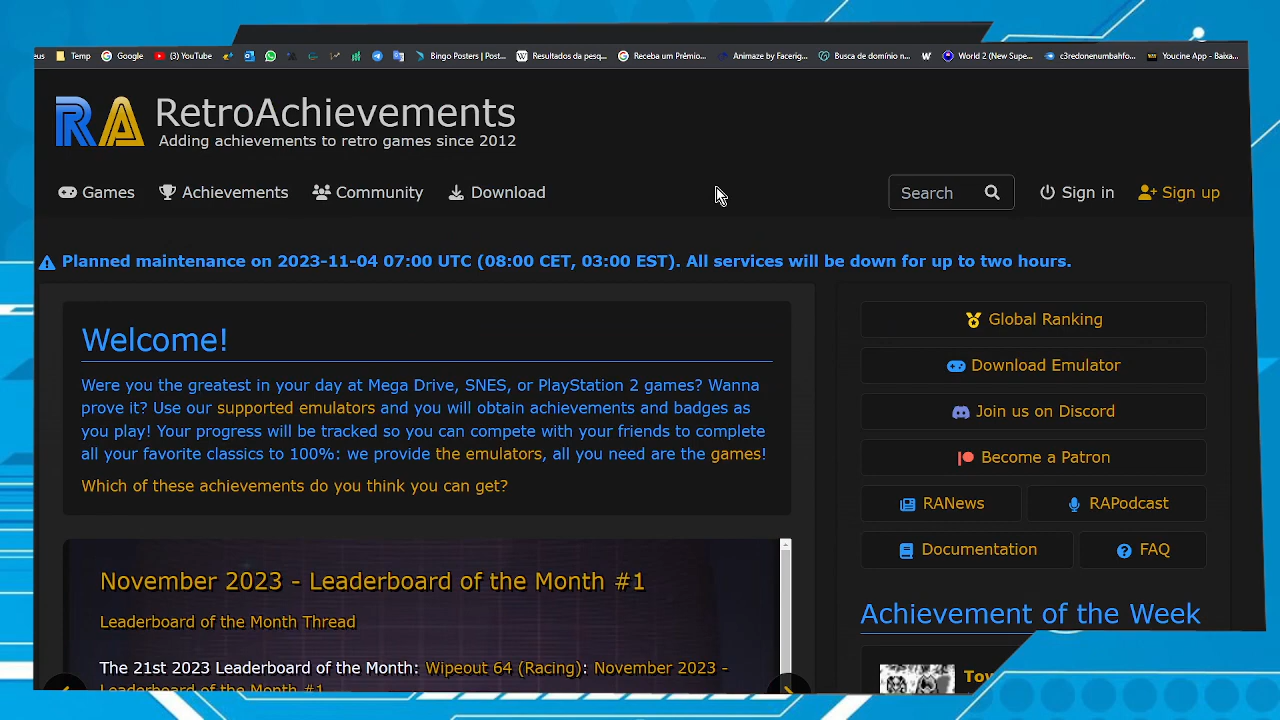 eus Temp Google (3) YouTube Bingo Posters | Post... Resultados da pesq... Receba um Prêmio... Animaze by Facerig... Busca de domínio n... World 2 (New Supe... c3redonenumbahfo... Youcine App - Baixa...
RA RetroAchievements
Adding achievements to retro games since 2012
Games Achievements Community Download Search Sign in Sign up
Planned maintenance on 2023-11-04 07:00 UTC (08:00 CET, 03:00 EST). All services will be down for up to two hours.
Welcome!
Were you the greatest in your day at Mega Drive, SNES, or PlayStation 2 games? Wanna
prove it? Use our supported emulators and you will obtain achievements and badges as
you play! Your progress will be tracked so you can compete with your friends to complete
all your favorite classics to 100%: we provide the emulators, all you need are the games!
Which of these achievements do you think you can get?
November 2023 - Leaderboard of the Month #1
Leaderboard of the Month Thread
The 21st 2023 Leaderboard of the Month: Wipeout 64 (Racing): November 2023 -
Leaderboard of the Month #1
Global Ranking
Download Emulator
Join us on Discord
Become a Patron
RANews RAPodcast
Documentation FAQ
Achievement of the Week